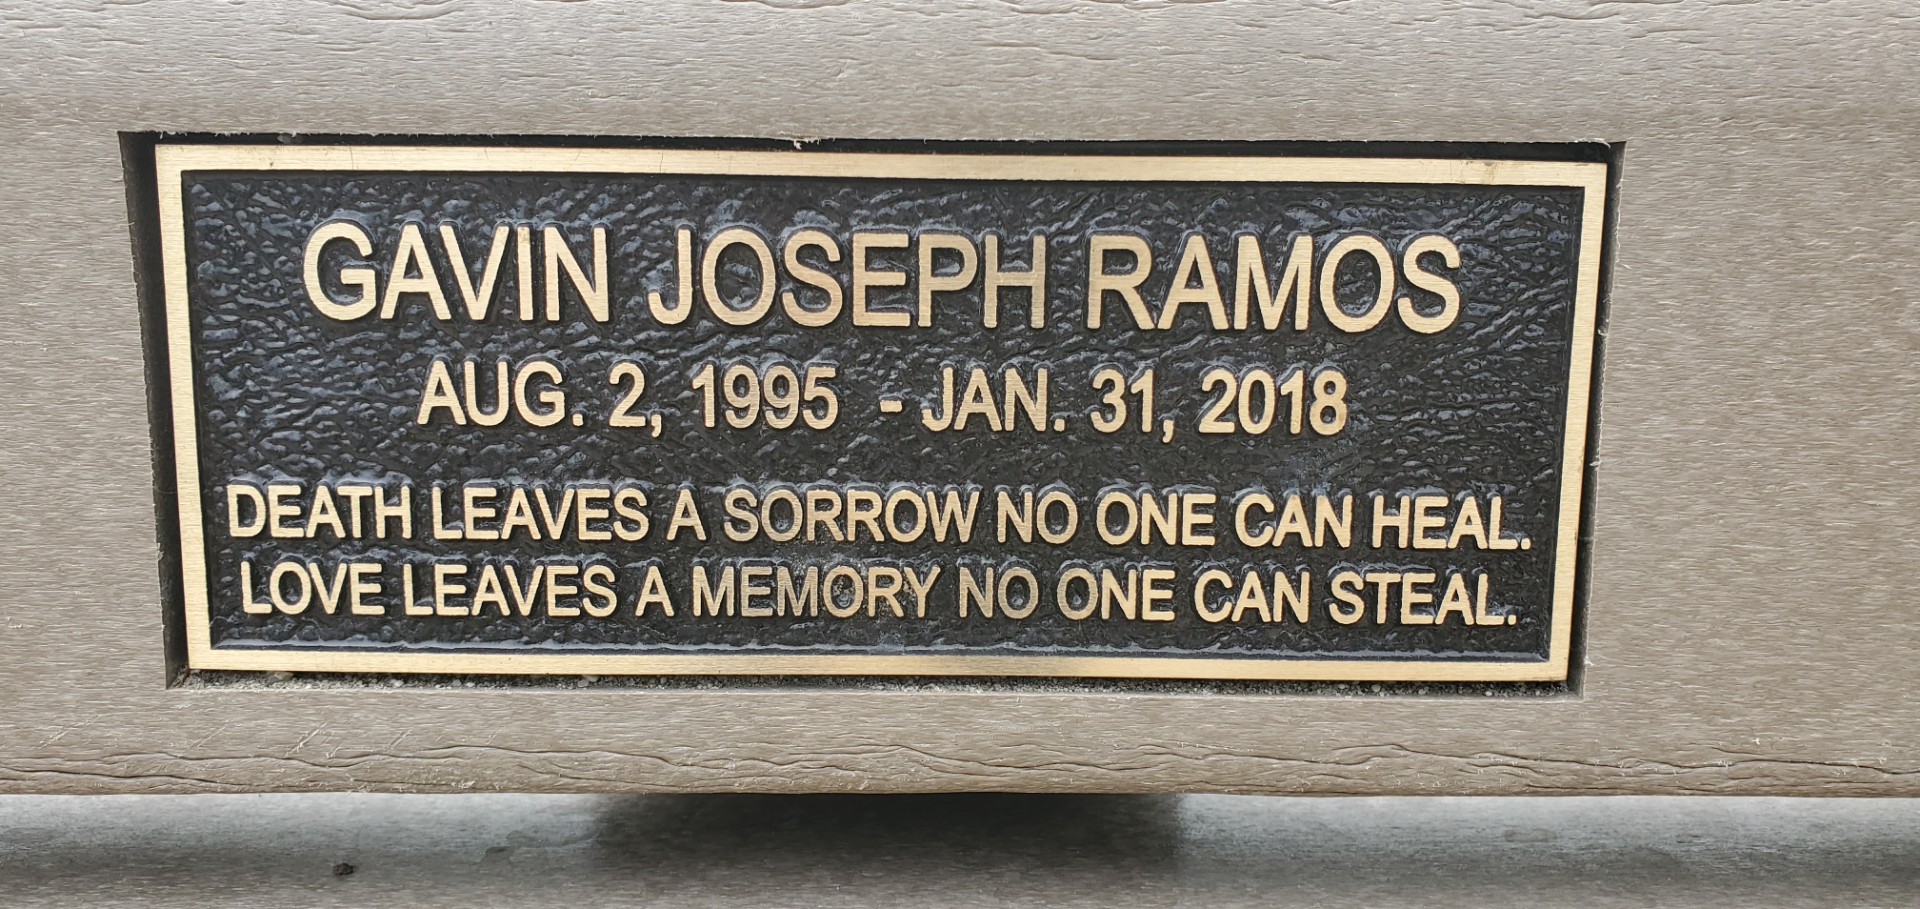 GAVIN JOSEPH RAMOS
AUG. 2, 1995 - JAN. 31, 2018
DEATH LEAVES A SORROW NO ONE CAN HEAL.
LOVE LEAVES A MEMORY NO ONE CAN STEAL.